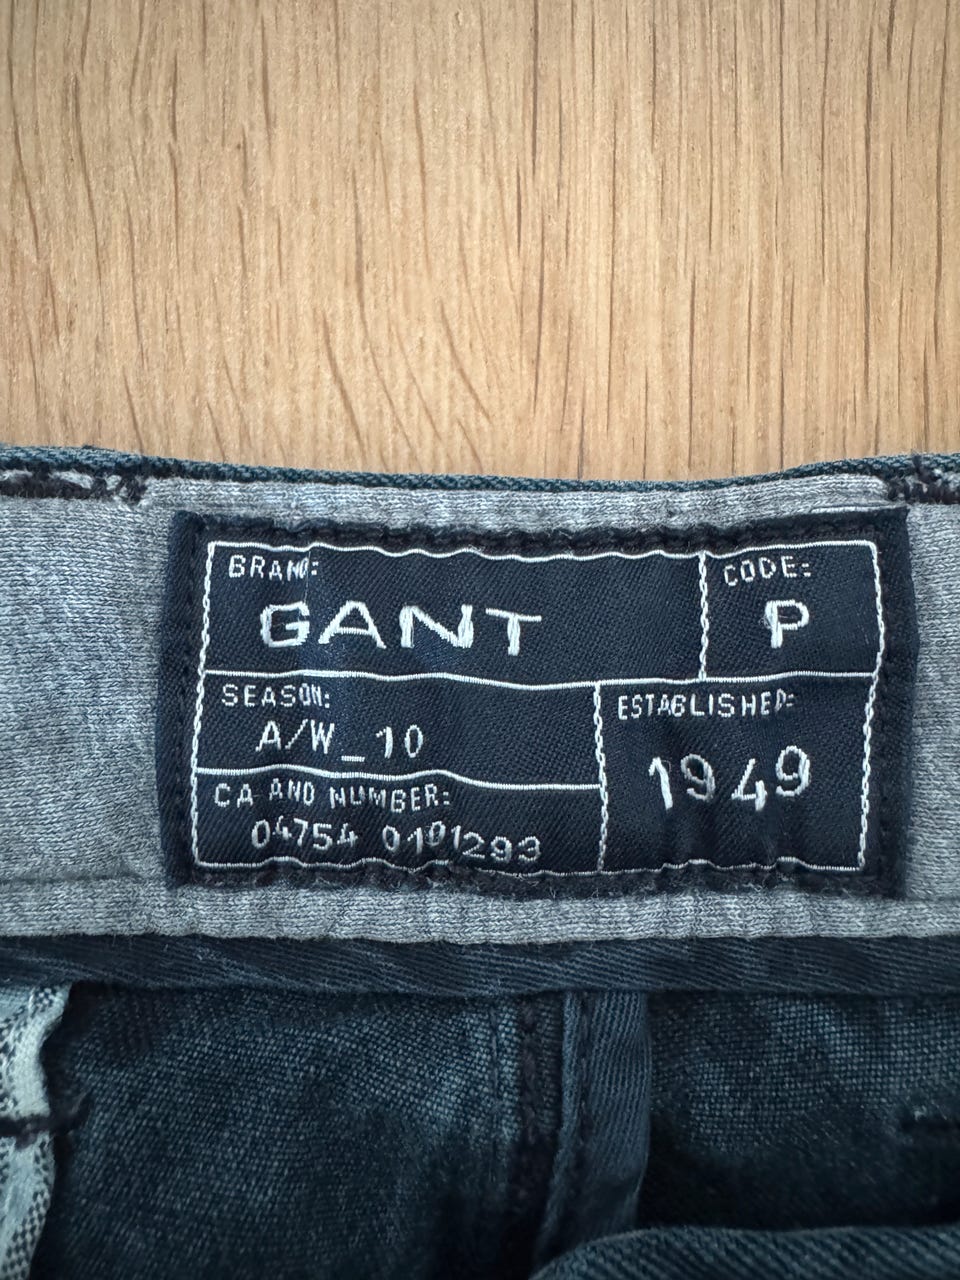 BRAND:
GANT
CODE:
P
SEASON:
A/W_10
ESTABLISHED:
1949
CA AND NUMBER:
04754 0101293